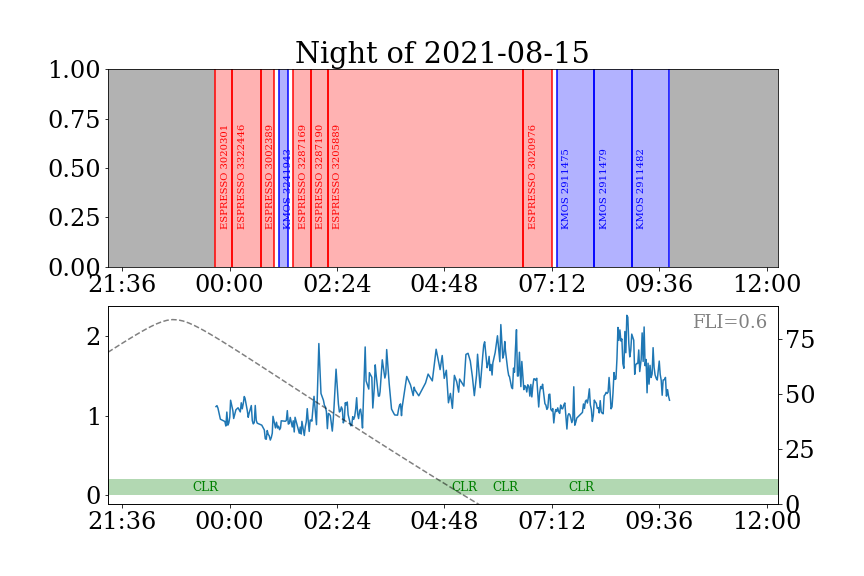 Night of 2021-08-15
1.00
0.75
0.50
0.25
0.00
ESPRESSO 3020301
ESPRESSO 3322446
ESPRESSO 3002389
KMOS 3241943
ESPRESSO 3287169
ESPRESSO 3287190
ESPRESSO 3205889
ESPRESSO 3020976
KMOS 2911475
KMOS 2911479
KMOS 2911482
21:36 00:00 02:24 04:48 07:12 09:36 12:00
FLI=0.6
2
1
0
75
50
25
0
CLR CLR CLR CLR
21:36 00:00 02:24 04:48 07:12 09:36 12:00